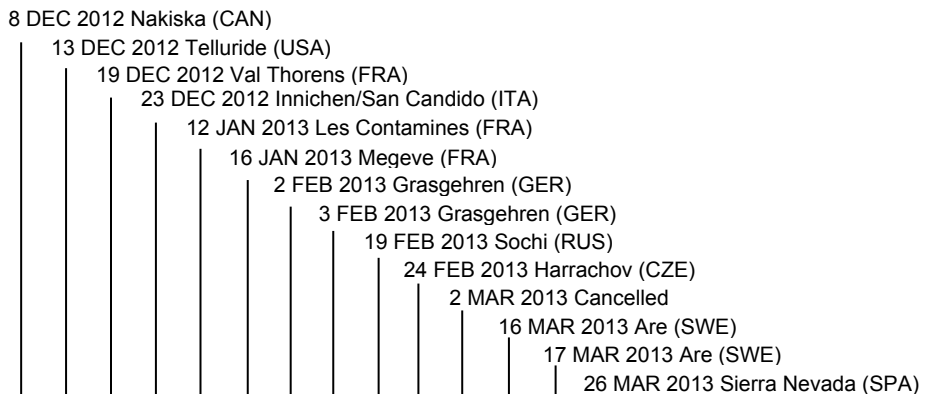 8 DEC 2012 Nakiska (CAN)
13 DEC 2012 Telluride (USA)
19 DEC 2012 Val Thorens (FRA)
23 DEC 2012 Innichen/San Candido (ITA)
12 JAN 2013 Les Contamines (FRA)
16 JAN 2013 Megeve (FRA)
2 FEB 2013 Grasgehren (GER)
3 FEB 2013 Grasgehren (GER)
19 FEB 2013 Sochi (RUS)
24 FEB 2013 Harrachov (CZE)
2 MAR 2013 Cancelled
16 MAR 2013 Are (SWE)
17 MAR 2013 Are (SWE)
26 MAR 2013 Sierra Nevada (SPA)